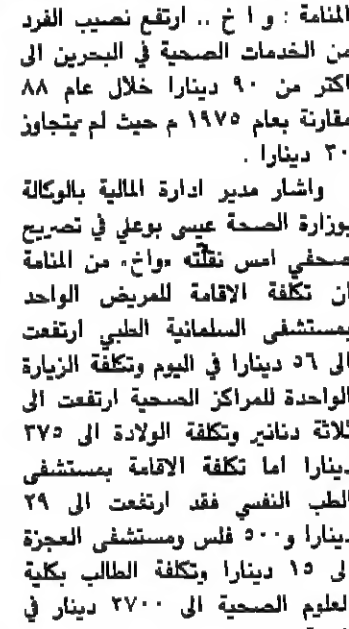 المنامة : و ا خ .. ارتفع نصيب الفرد
من الخدمات الصحية في البحرين الى
اكثر من ٩٠ دينارا خلال عام ٨٨
مقارنة بعام ١٩٧٥ م حيث لم يتجاوز
٣٠ دينارا .
واشار مدير ادارة المالية بالوكالة
بوزارة الصحة عيسى بوعلي في تصريح
صحفي امس نقلته «واخ» من المنامة
ان تكلفة الاقامة للمريض الواحد
بمستشفى السلمانية الطبي ارتفعت
الى ٥٦ دينارا في اليوم وتكلفة الزيارة
الواحدة للمراكز الصحية ارتفعت الى
ثلاثة دنانير وتكلفة الولادة الى ٣٧٥
دينارا اما تكلفة الاقامة بمستشفى
الطب النفسي فقد ارتفعت الى ٢٩
دينارا و٥٠٠ فلس ومستشفى العجزة
لى ١٥ دينارا وتكلفة الطالب بكلية
لعلوم الصحية الى ٢٧٠٠ دينار في